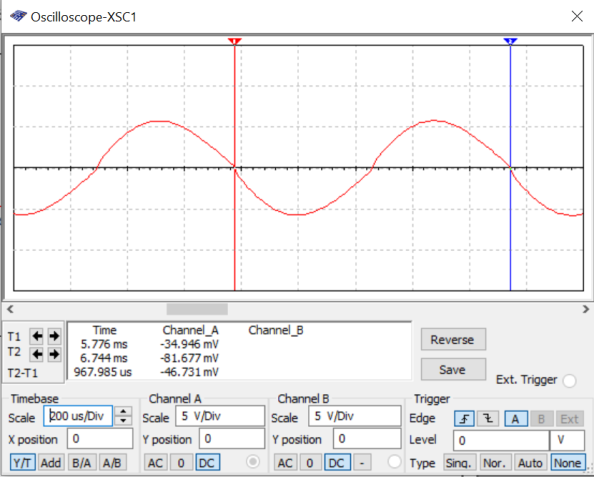 Oscilloscope-XSC1
1
T1
T2
T2-T1
Time Channel_A Channel_B
5.776 ms -34.946 mV
6.744 ms -81.677 mV
967.985 us -46.731 mV
Reverse
Save
Ext. Trigger
Timebase
Scale 200 us/Div
X position 0
Y/T Add B/A A/B
Channel A
Scale 5 V/Div
Y position 0
AC 0 DC
Channel B
Scale 5 V/Div
Y position 0
AC 0 DC -
Trigger
Edge A B Ext
Level 0 V
Type Sing. Nor. Auto None